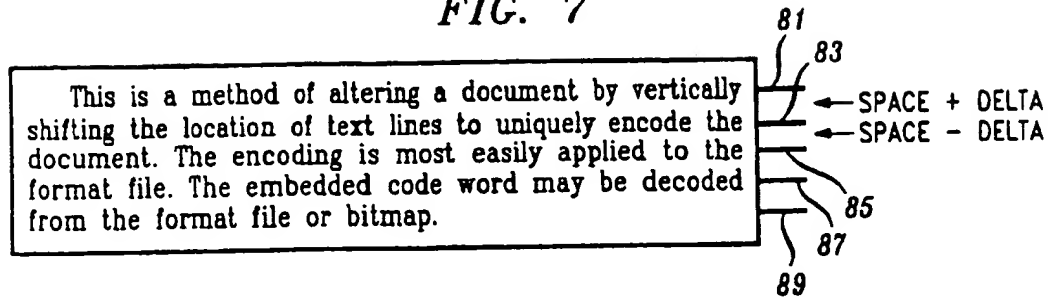 FIG. 7
81
83
This is a method of altering a document by vertically
shifting the location of text lines to uniquely encode the
document. The encoding is most easily applied to the
format file. The embedded code word may be decoded
from the format file or bitmap.
SPACE + DELTA
SPACE - DELTA
85
87
89